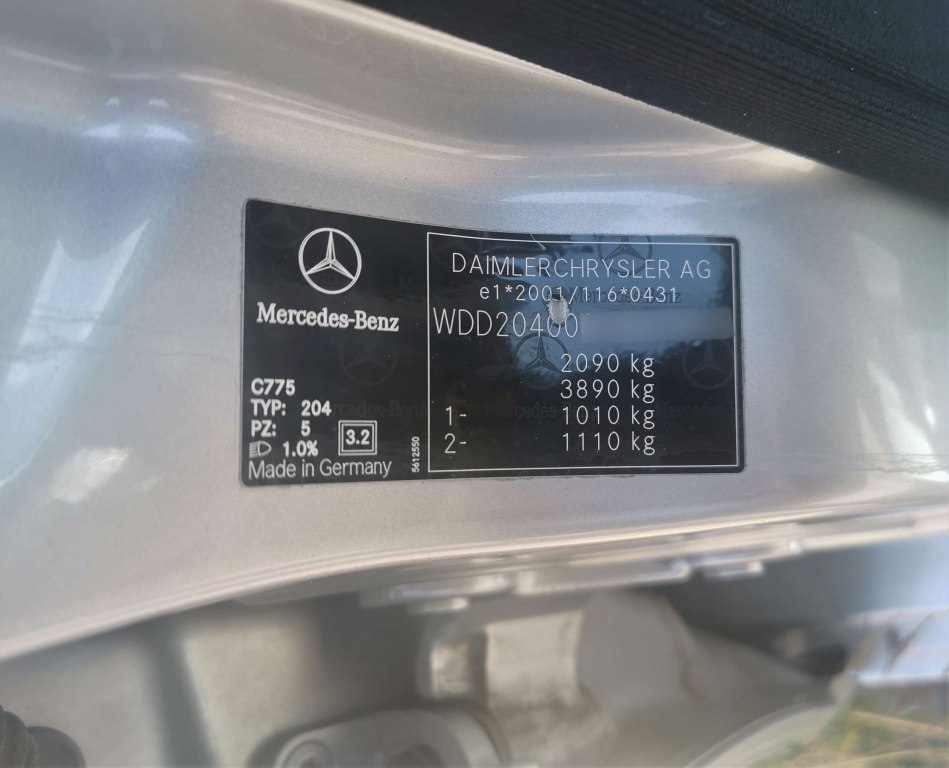 Mercedes-Benz
C775
TYP: 204
PZ: 5
1.0%
3.2
Made in Germany
5612550
DAIMLERCHRYSLER AG
e1*2001/116*0431
WDD20400
2090 kg
3890 kg
1- 1010 kg
2- 1110 kg